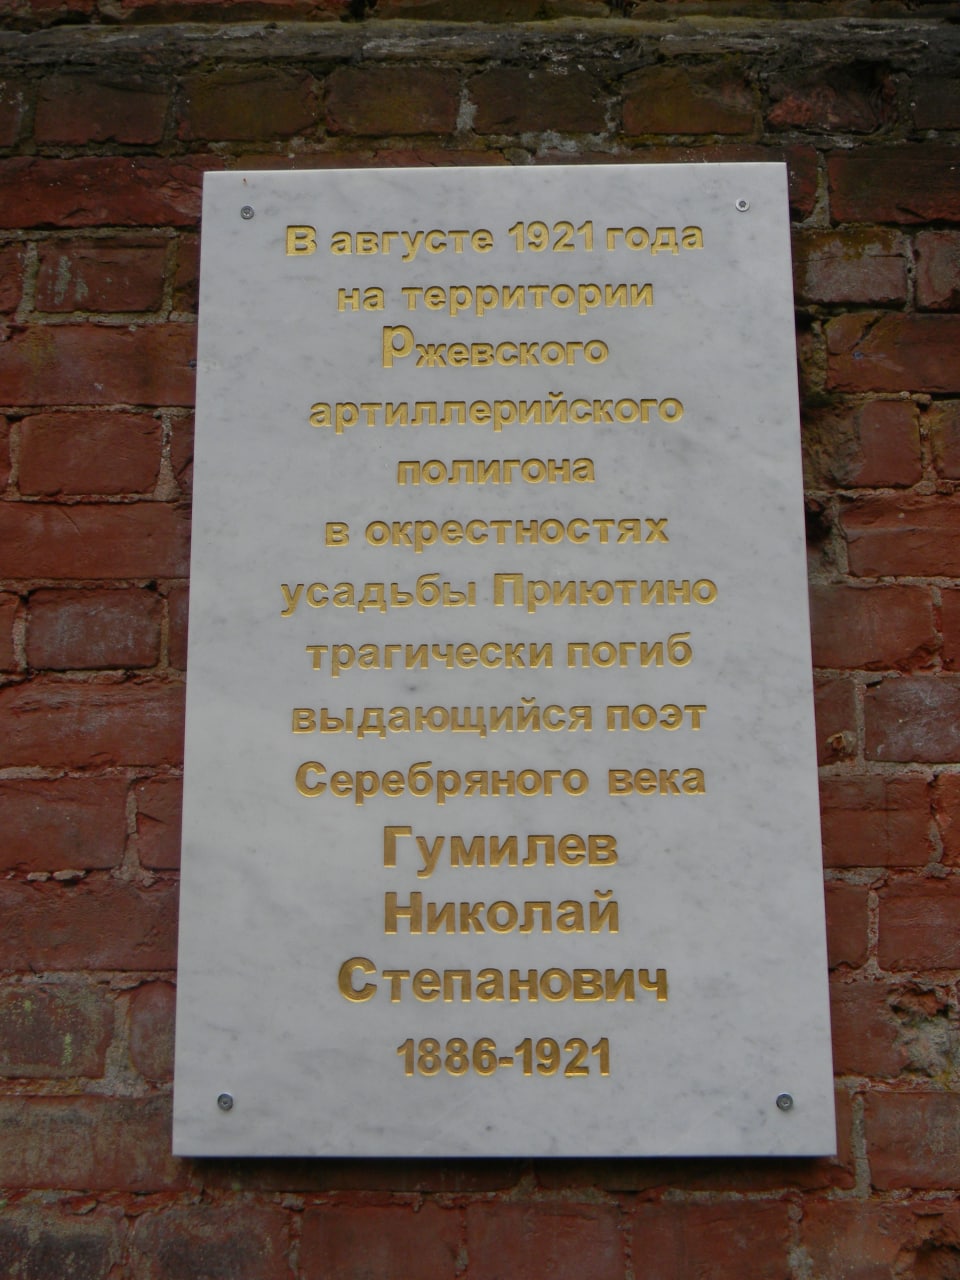 В августе 1921 года
на территории
Ржевского
артиллерийского
полигона
в окрестностях
усадьбы Приютино
трагически погиб
выдающийся поэт
Серебряного века
Гумилев
Николай
Степанович
1886-1921